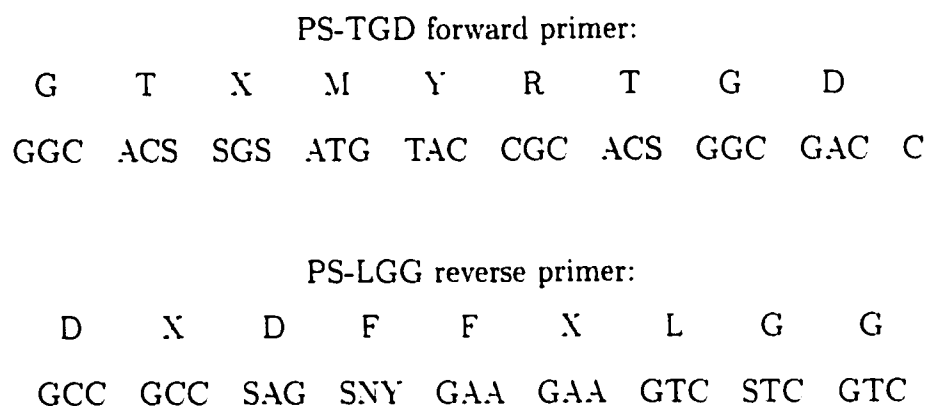 PS-TGD forward primer:
G T X M Y R T G D
GGC ACS SGS ATG TAC CGC ACS GGC GAC C
PS-LGG reverse primer:
D X D F F X L G G
GCC GCC SAG SNY GAA GAA GTC STC GTC